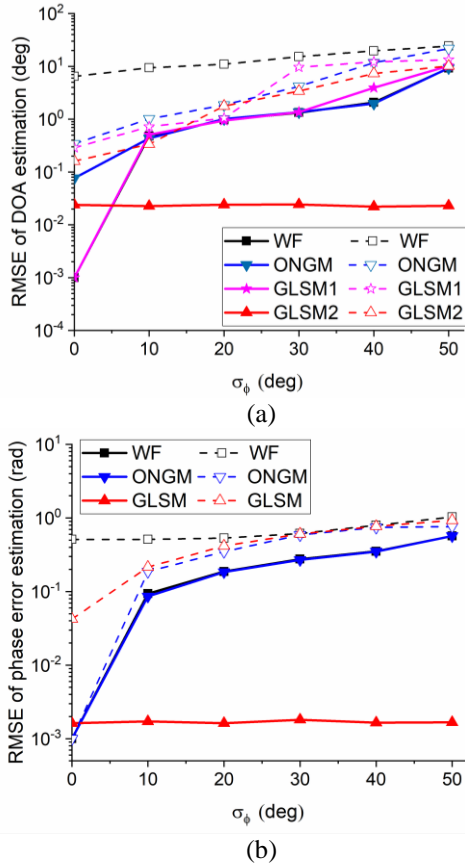 (a)
RMSE of DOA estimation (deg)
10²
10¹
10⁰
10⁻¹
10⁻²
10⁻³
10⁻⁴
WF WF
ONGM ONGM
GLSM1 GLSM1
GLSM2 GLSM2
0 10 20 30 40 50
σ_ϕ (deg)
(a)
RMSE of phase error estimation (rad)
WF WF
ONGM ONGM
GLSM GLSM
10¹
10⁰
10⁻¹
10⁻²
10⁻³
0 10 20 30 40 50
σ_ϕ (deg)
(b)